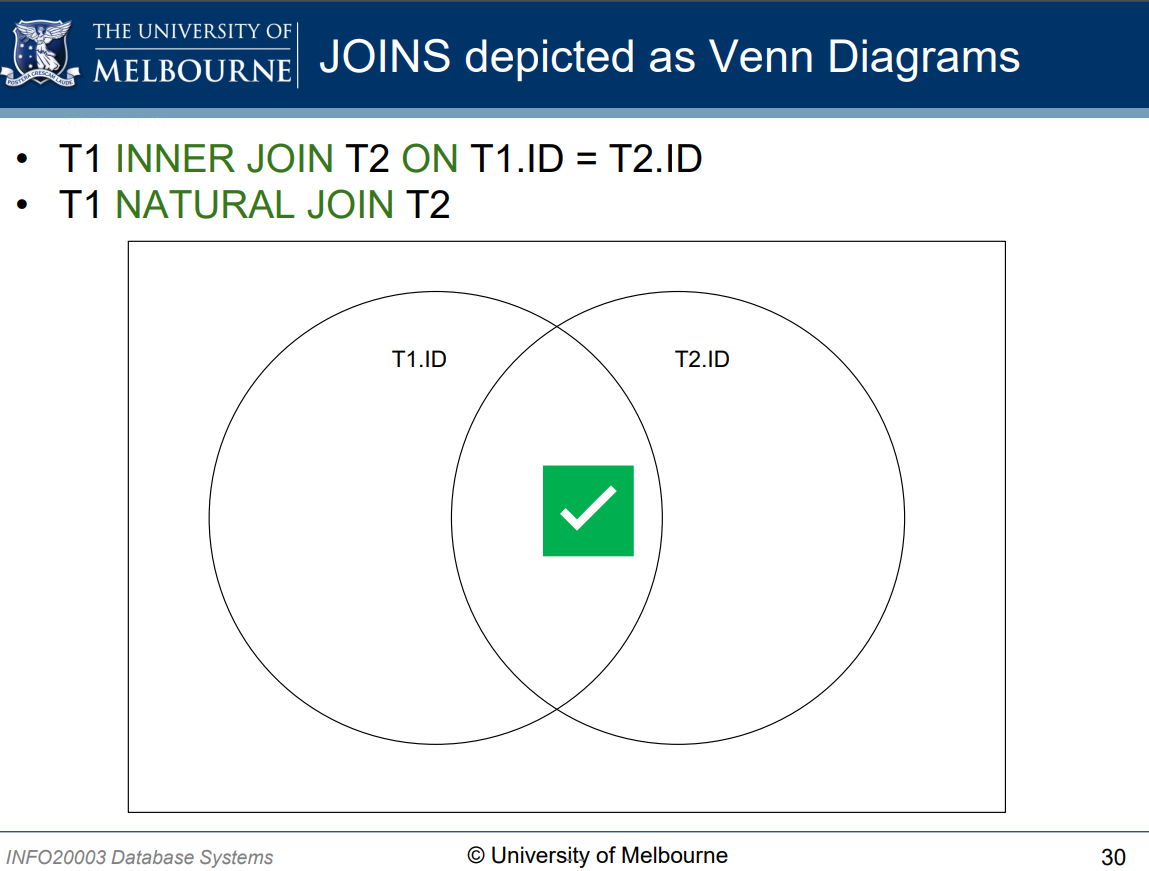 THE UNIVERSITY OF
MELBOURNE
JOINS depicted as Venn Diagrams
• T1 INNER JOIN T2 ON T1.ID = T2.ID
• T1 NATURAL JOIN T2
T1.ID
T2.ID
INFO20003 Database Systems
© University of Melbourne
30